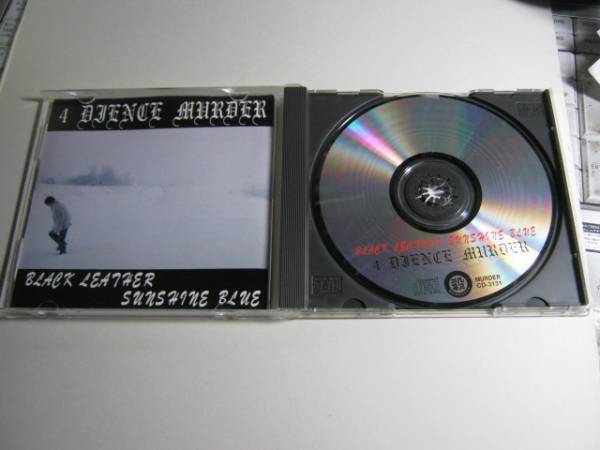 4 DIENCE MURDER
BLACK LEATHER
SUNSHINE BLUE
BLACK LEATHER SUNSHINE BLUE
4 DIENCE MURDER
MURDER
CD-3131